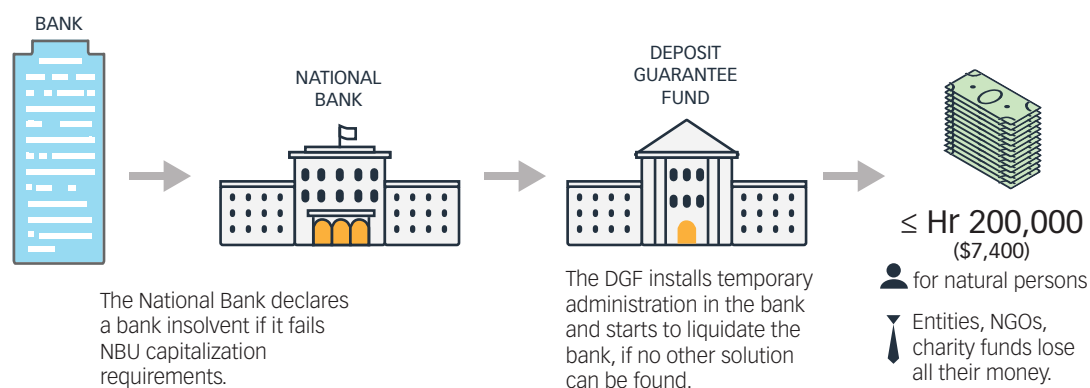 BANK
NATIONAL
BANK
DEPOSIT
GUARANTEE
FUND
The National Bank declares
a bank insolvent if it fails
NBU capitalization
requirements.
The DGF installs temporary
administration in the bank
and starts to liquidate the
bank, if no other solution
can be found.
≤ Hr 200,000
($7,400)
for natural persons
Entities, NGOs,
charity funds lose
all their money.